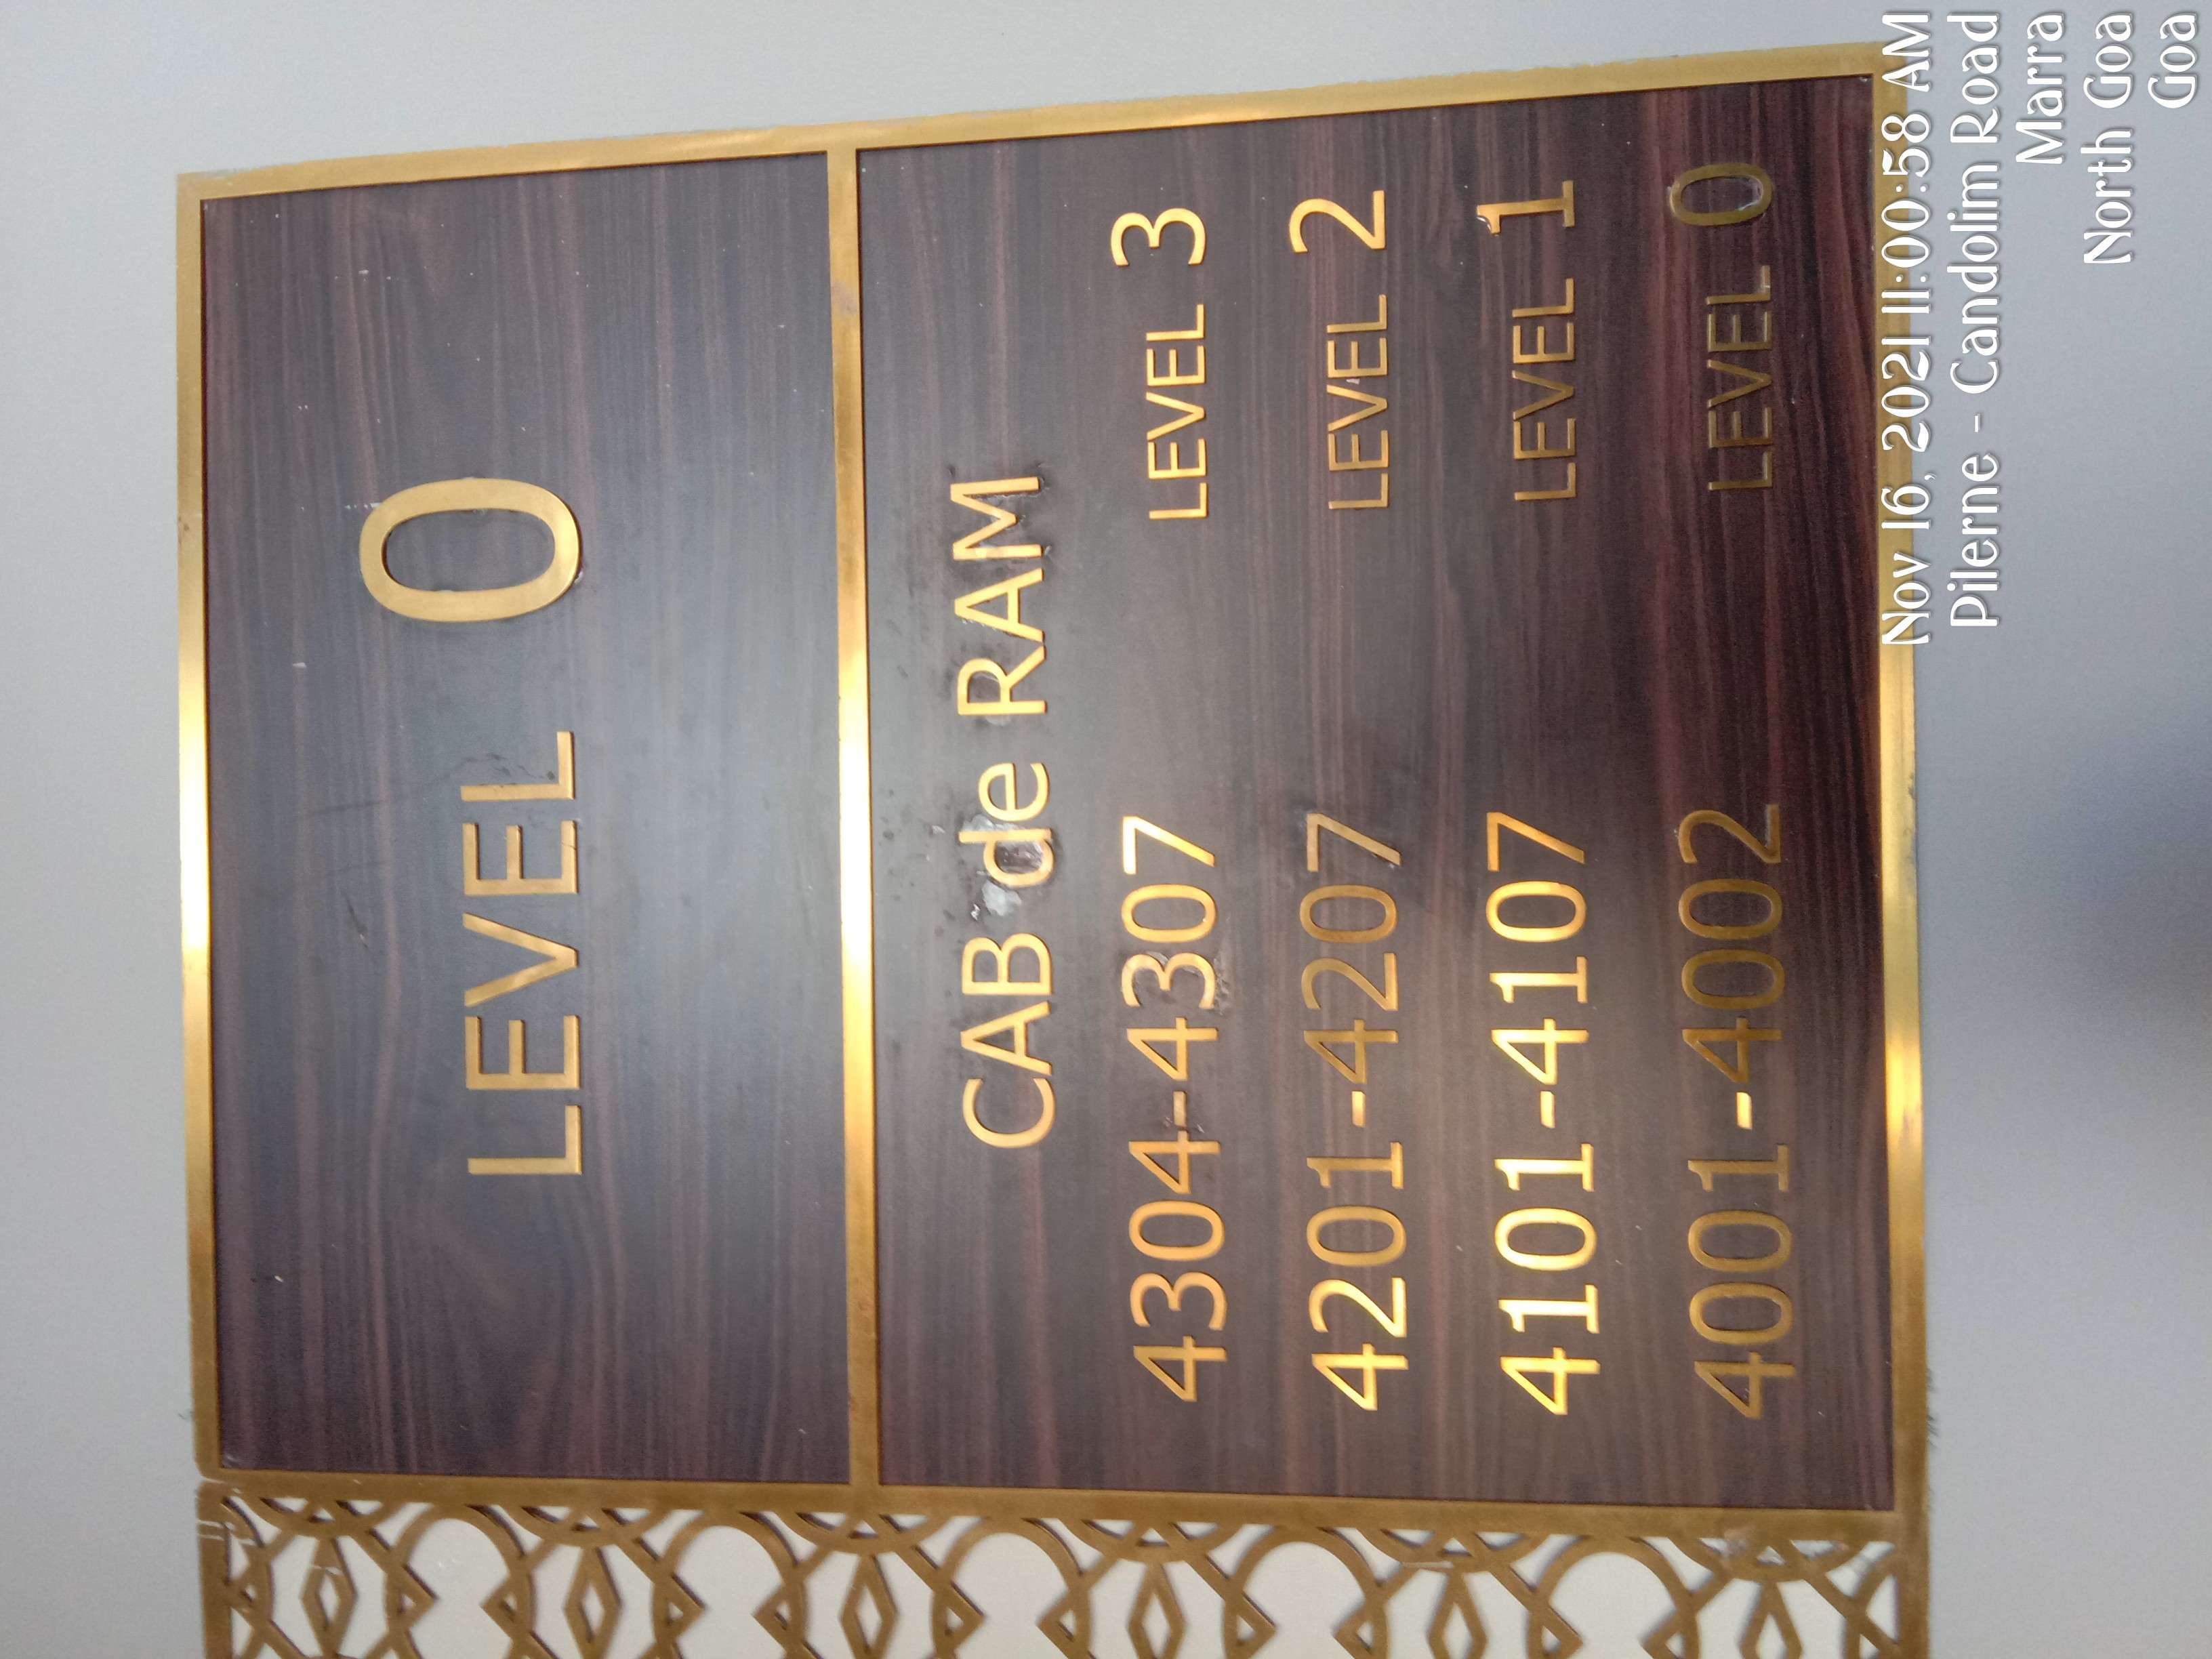 LEVEL 0
CAB de RAM
4304-4307 LEVEL 3
4201-4207 LEVEL 2
4101-4107 LEVEL 1
4001-4002 LEVEL 0
Nov 16, 2021 11:00:58 AM
Pilerne - Candolim Road
Marra
North Goa
Goa